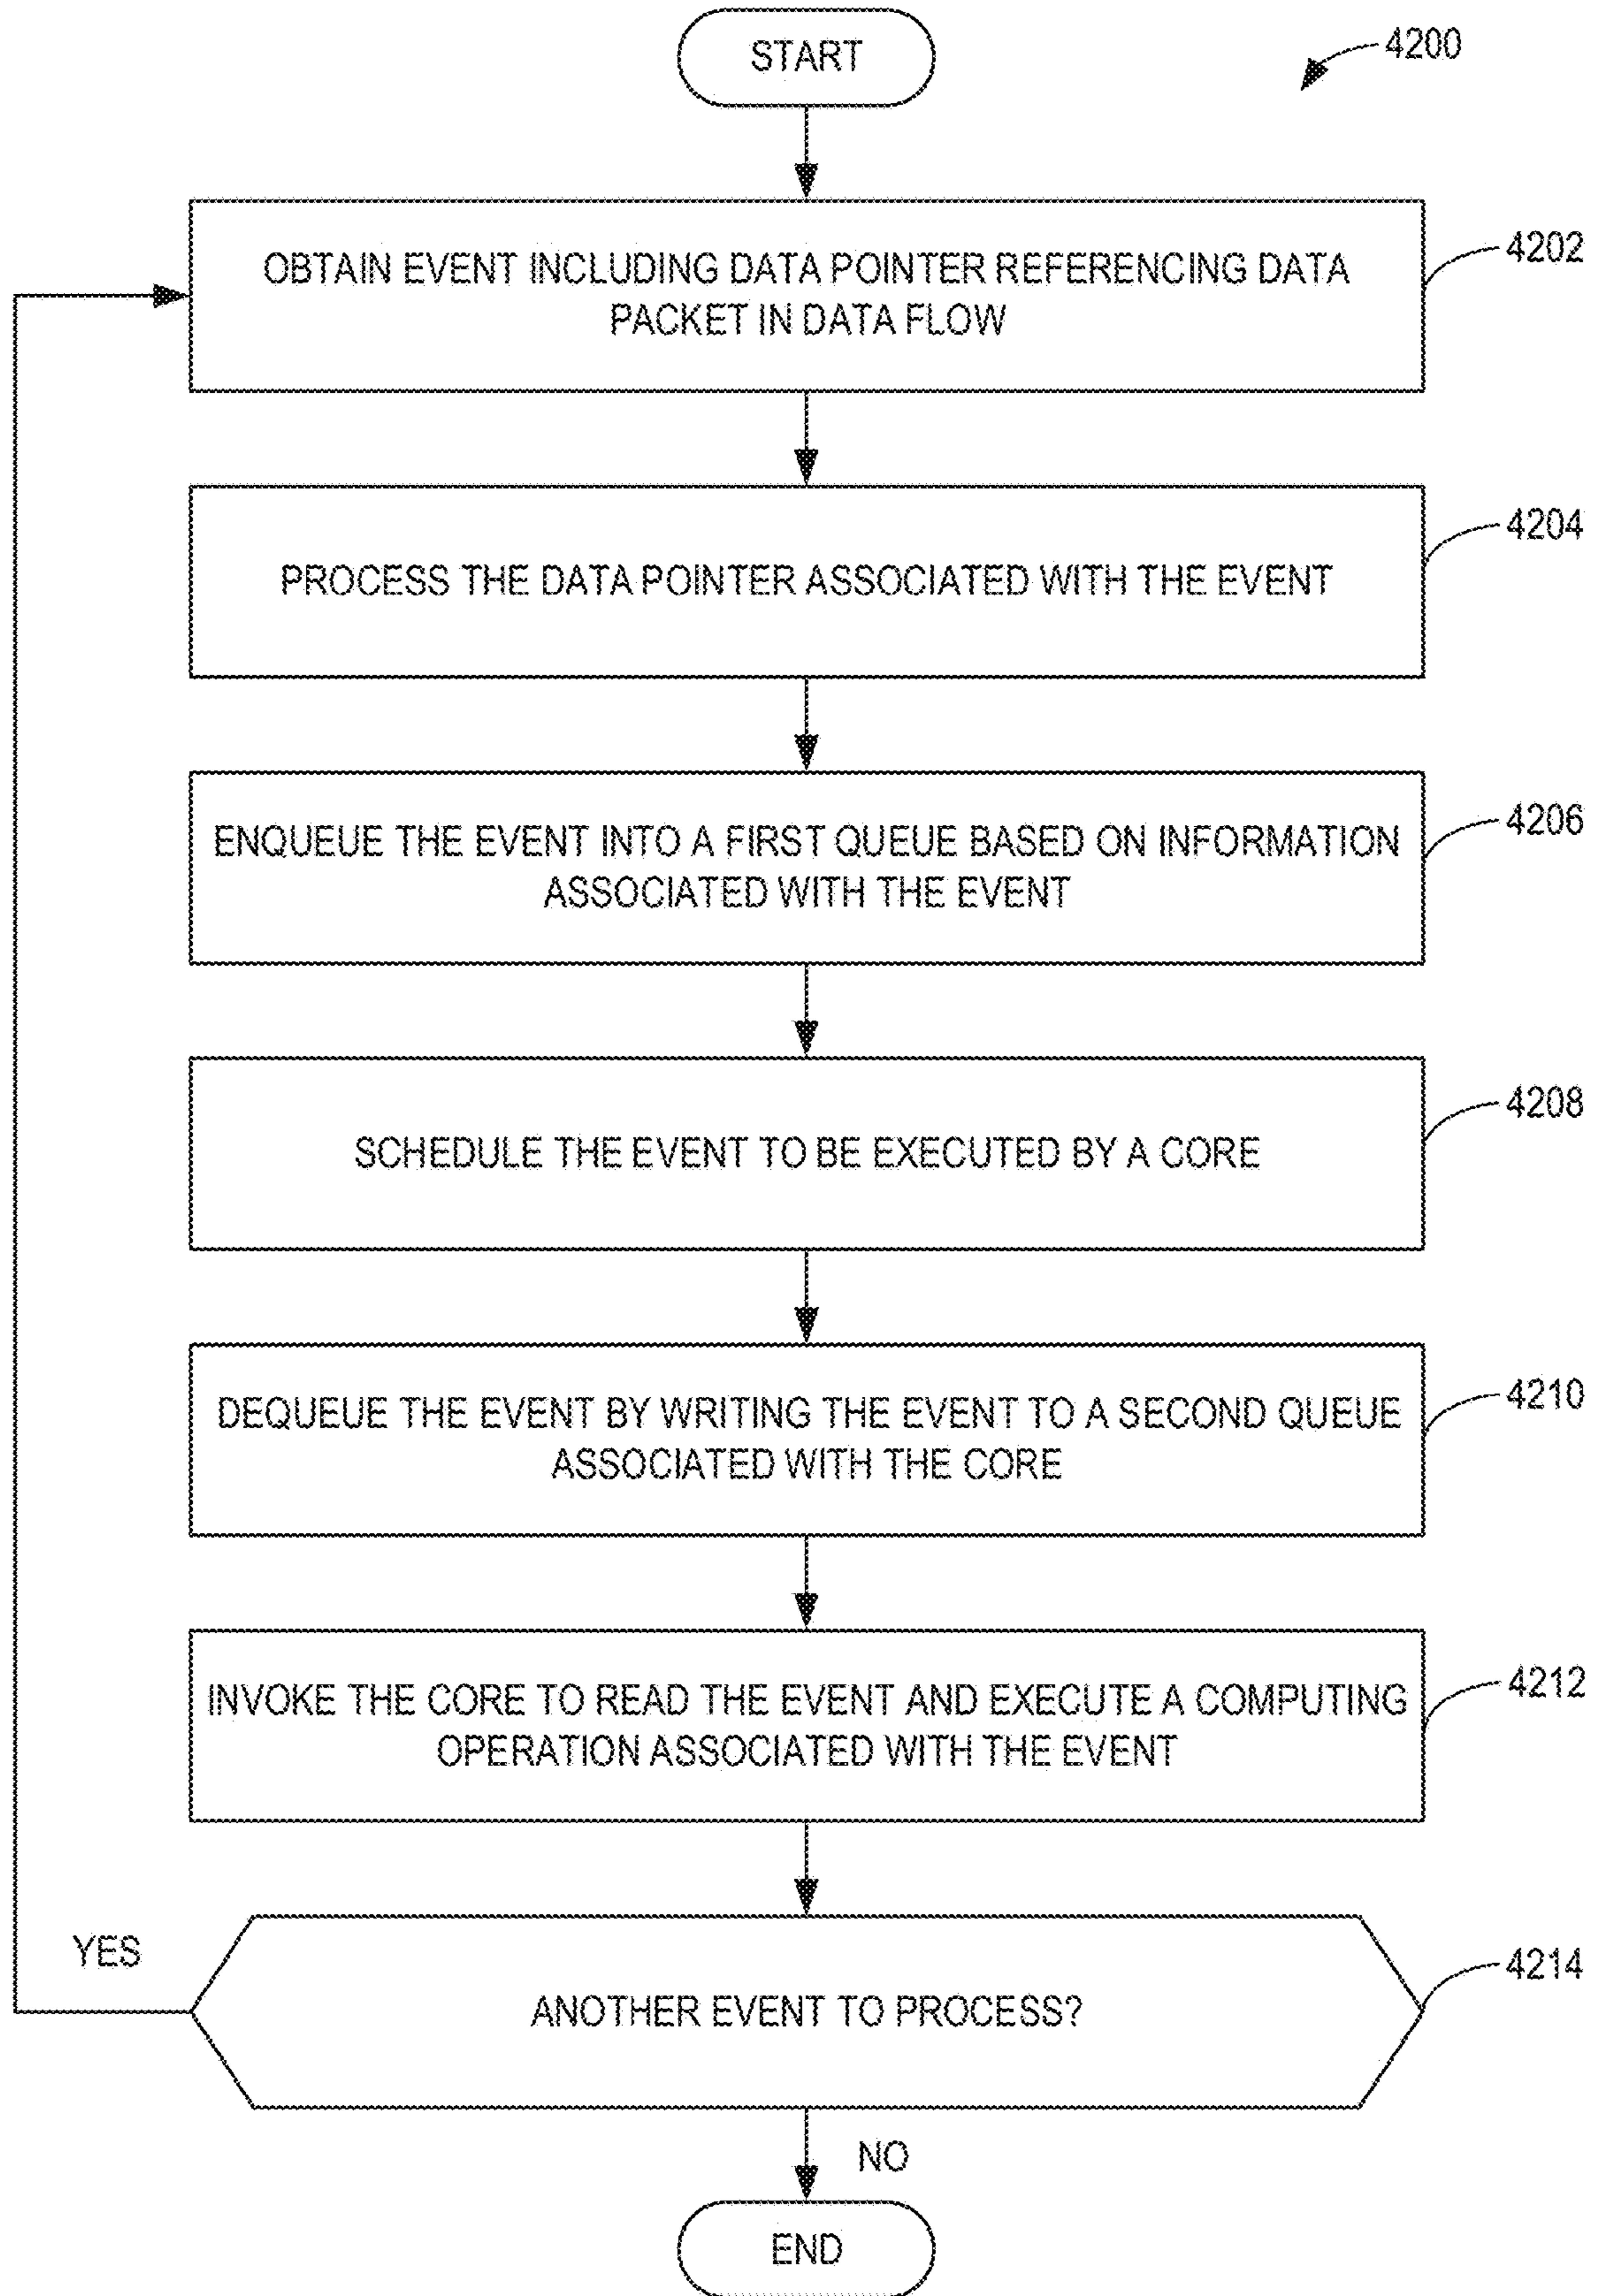 START
4200
OBTAIN EVENT INCLUDING DATA POINTER REFERENCING DATA
PACKET IN DATA FLOW
4202
PROCESS THE DATA POINTER ASSOCIATED WITH THE EVENT
4204
ENQUEUE THE EVENT INTO A FIRST QUEUE BASED ON INFORMATION
ASSOCIATED WITH THE EVENT
4206
SCHEDULE THE EVENT TO BE EXECUTED BY A CORE
4208
DEQUEUE THE EVENT BY WRITING THE EVENT TO A SECOND QUEUE
ASSOCIATED WITH THE CORE
4210
INVOKE THE CORE TO READ THE EVENT AND EXECUTE A COMPUTING
OPERATION ASSOCIATED WITH THE EVENT
4212
YES
ANOTHER EVENT TO PROCESS?
4214
NO
END